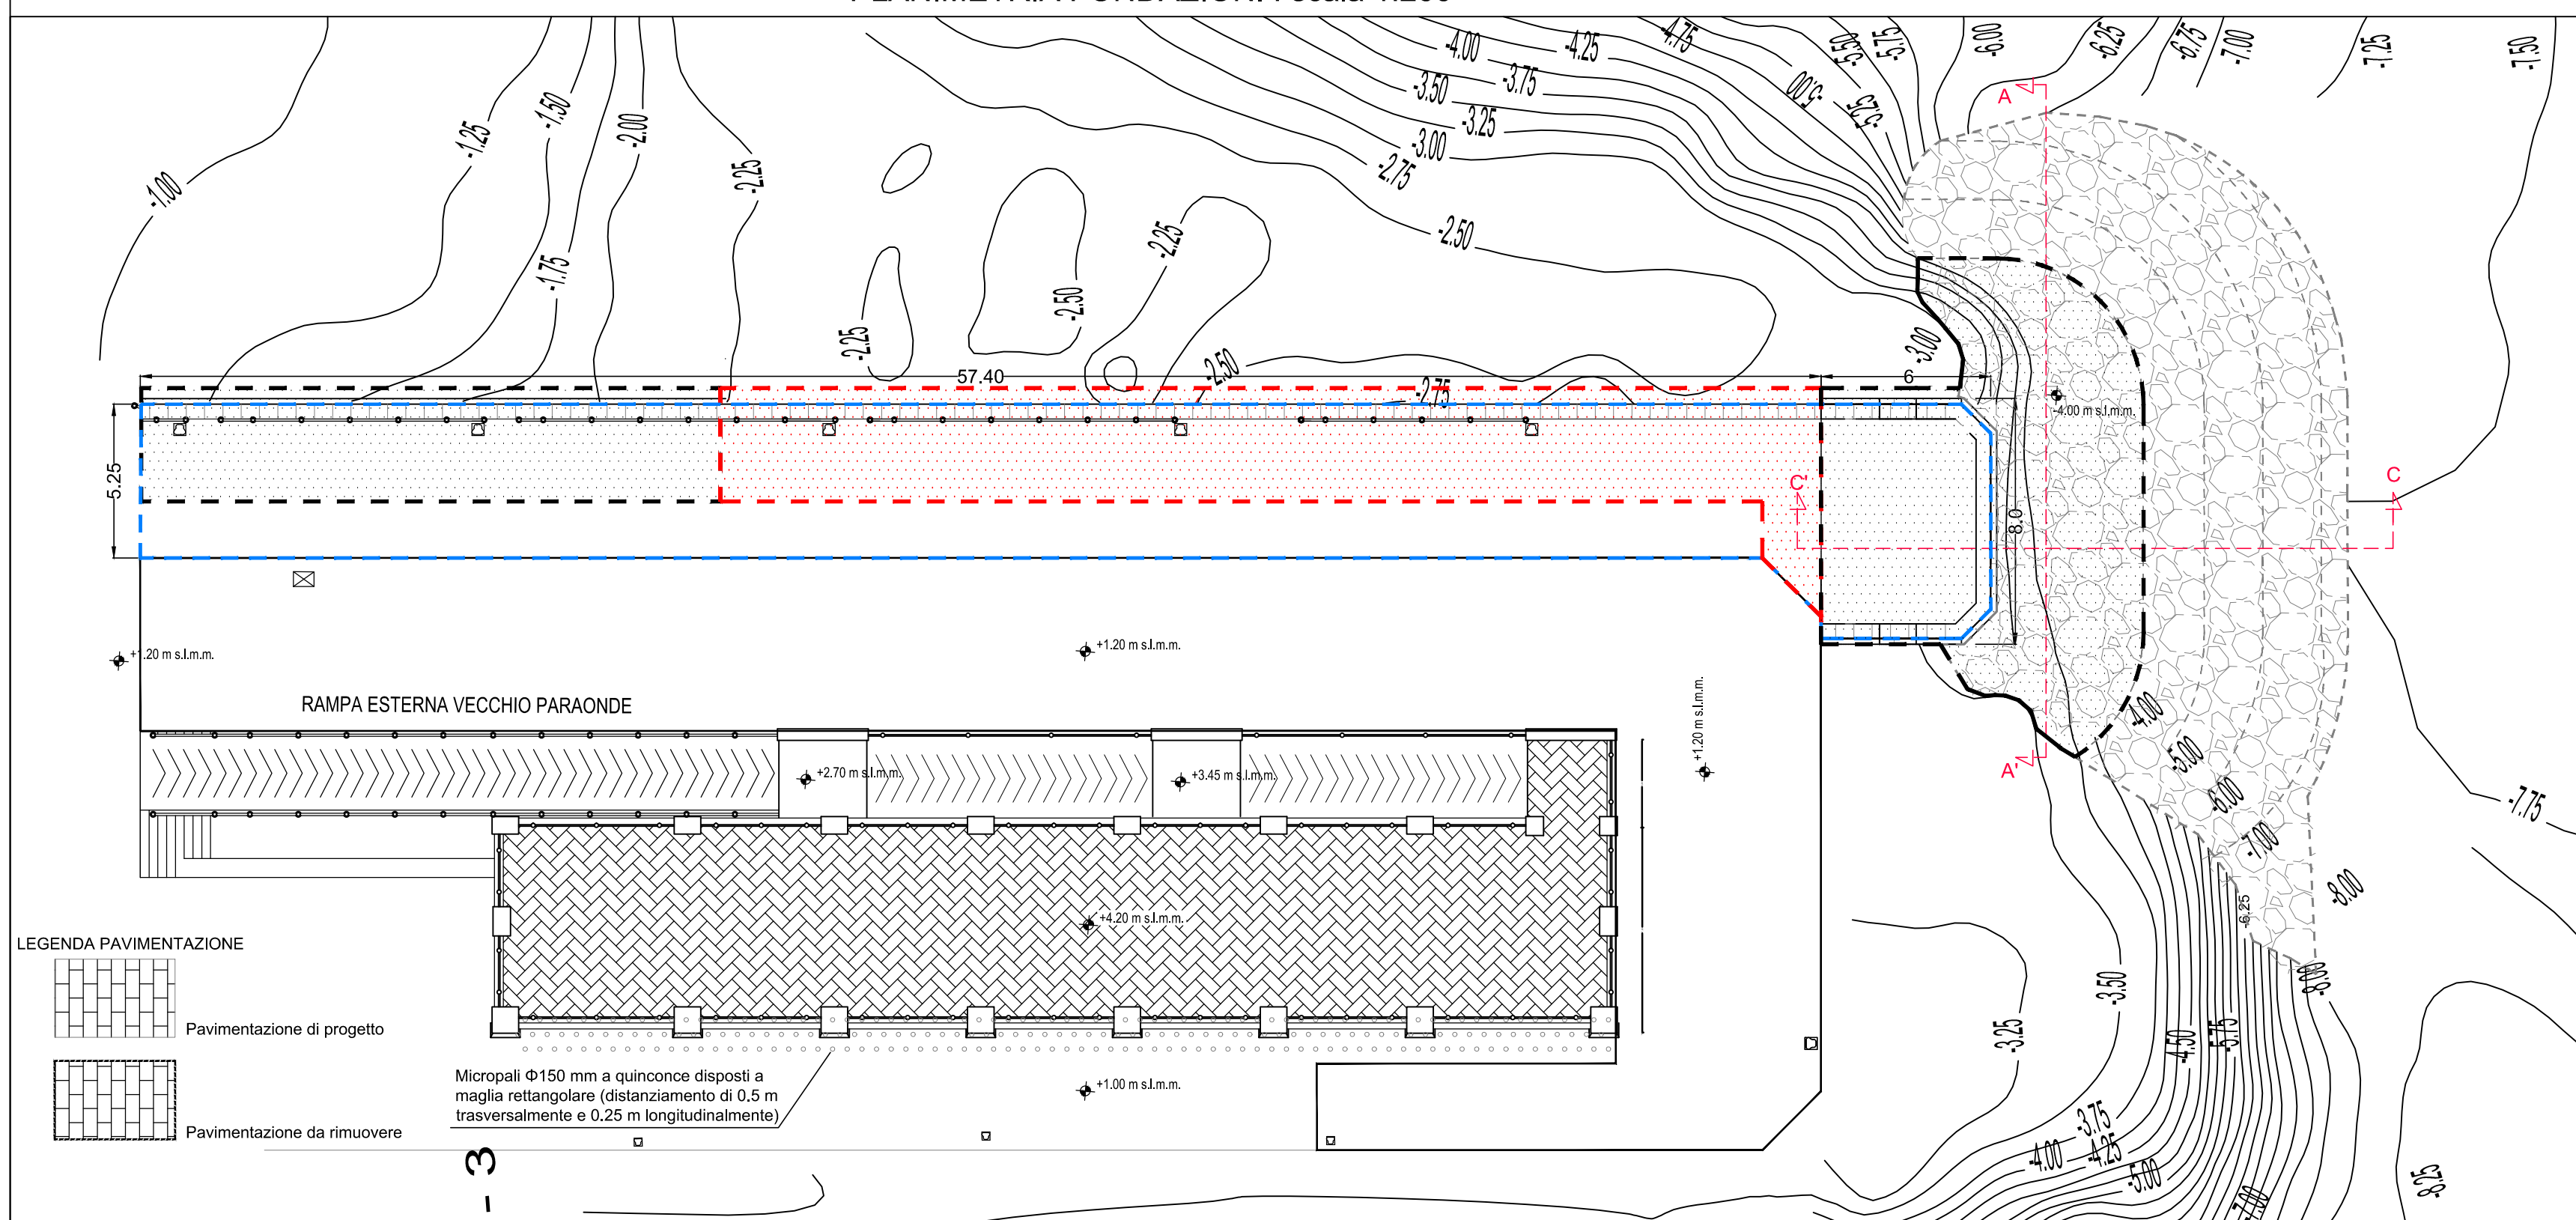 -4.00
-4.25
-4.75
-5.50
-5.75
-6.00
-6.25
-6.75
-7.00
-7.25
-7.50
-3.50
-3.75
-5.00
-5.25
-3.25
-3.00
-2.75
A
-1.00
-1.25
-1.50
-2.00
-2.25
-1.75
-2.25
-2.50
-2.25
-2.50
-2.50
-2.75
-3.00
57.40
6
-4.00 m s.l.m.m.
5.25
C'
C
8.0
+1.20 m s.l.m.m.
+1.20 m s.l.m.m.
+1.20 m s.l.m.m.
RAMPA ESTERNA VECCHIO PARAONDE
+2.70 m s.l.m.m.
+3.45 m s.l.m.m.
A'
-4.00
-5.00
-6.00
-7.00
-7.75
-8.00
-6.25
-8.00
+4.20 m s.l.m.m.
LEGENDA PAVIMENTAZIONE
Pavimentazione di progetto
Pavimentazione da rimuovere
Micropali Φ150 mm a quinconce disposti a
maglia rettangolare (distanziamento di 0.5 m
trasversalmente e 0.25 m longitudinalmente)
+1.00 m s.l.m.m.
-3.25
-3.50
-4.50
-5.75
-3.75
-4.00
-4.25
-5.00
-7.00
-8.25
- 3